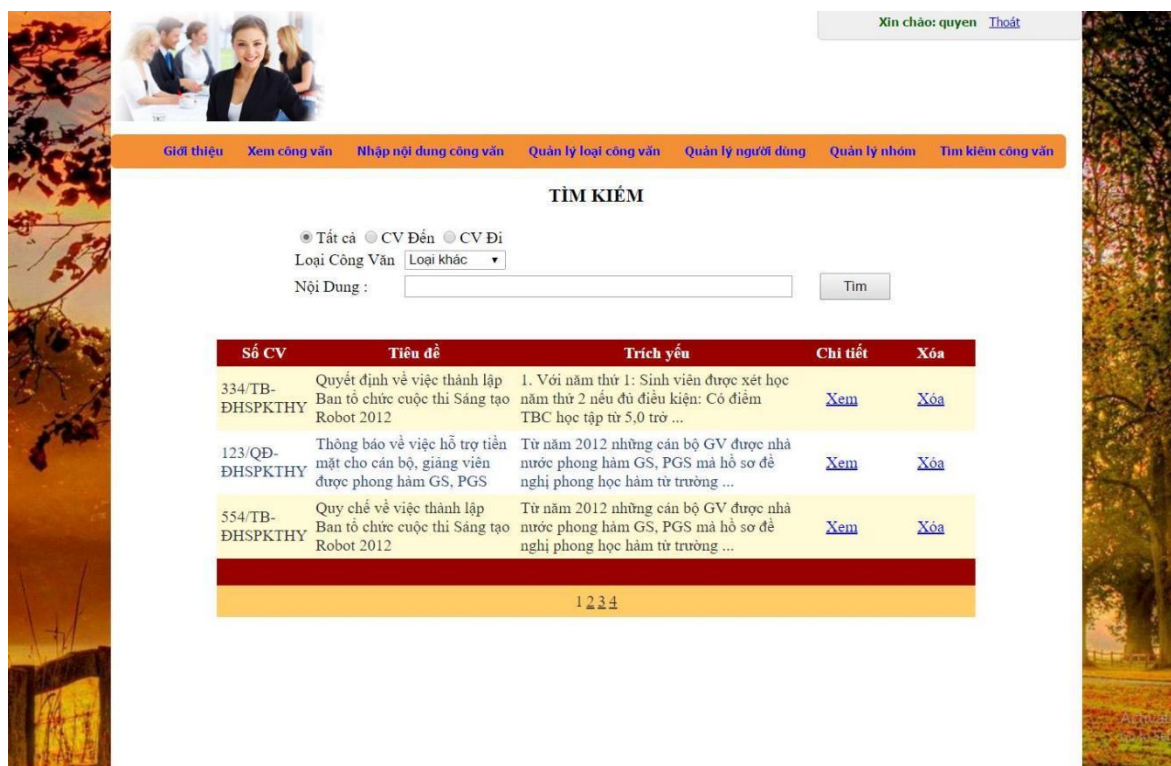 Xin chào: quyen Thoát
Giới thiệu Xem công văn Nhập nội dung công văn Quản lý loại công văn Quản lý người dùng Quản lý nhóm Tìm kiếm công văn
TÌM KIẾM
Tất cả CV Đến CV Đi
Loại Công Văn Loại khác
Nội Dung : Tìm
Số CV Tiêu đề Trích yếu Chi tiết Xóa
334/TB-
ĐHSPKTHY
Quyết định về việc thành lập
Ban tổ chức cuộc thi Sáng tạo
Robot 2012
1. Với năm thứ 1: Sinh viên được xét học
năm thứ 2 nếu đủ điều kiện: Có điểm
TBC học tập từ 5,0 trở ...
Xem Xóa
123/QĐ-
ĐHSPKTHY
Thông báo về việc hỗ trợ tiền
mặt cho cán bộ, giảng viên
được phong hàm GS, PGS
Từ năm 2012 những cán bộ GV được nhà
nước phong hàm GS, PGS mà hồ sơ đề
nghị phong học hàm từ trường ...
Xem Xóa
554/TB-
ĐHSPKTHY
Quy chế về việc thành lập
Ban tổ chức cuộc thi Sáng tạo
Robot 2012
Từ năm 2012 những cán bộ GV được nhà
nước phong hàm GS, PGS mà hồ sơ đề
nghị phong học hàm từ trường ...
Xem Xóa
1 2 3 4